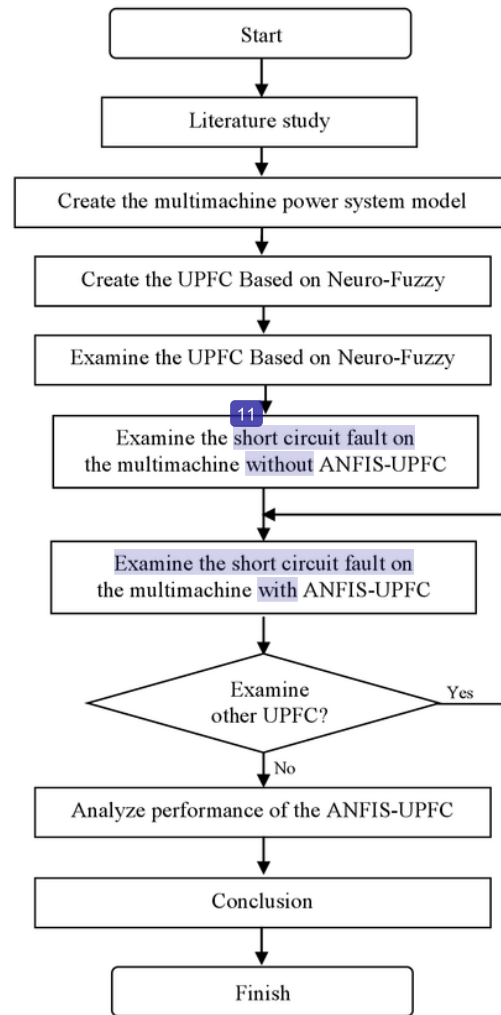 Start
Literature study
Create the multimachine power system model
Create the UPFC Based on Neuro-Fuzzy
Examine the UPFC Based on Neuro-Fuzzy
11
Examine the short circuit fault on
the multimachine without ANFIS-UPFC
Examine the short circuit fault on
the multimachine with ANFIS-UPFC
Examine
other UPFC?
Yes
No
Analyze performance of the ANFIS-UPFC
Conclusion
Finish